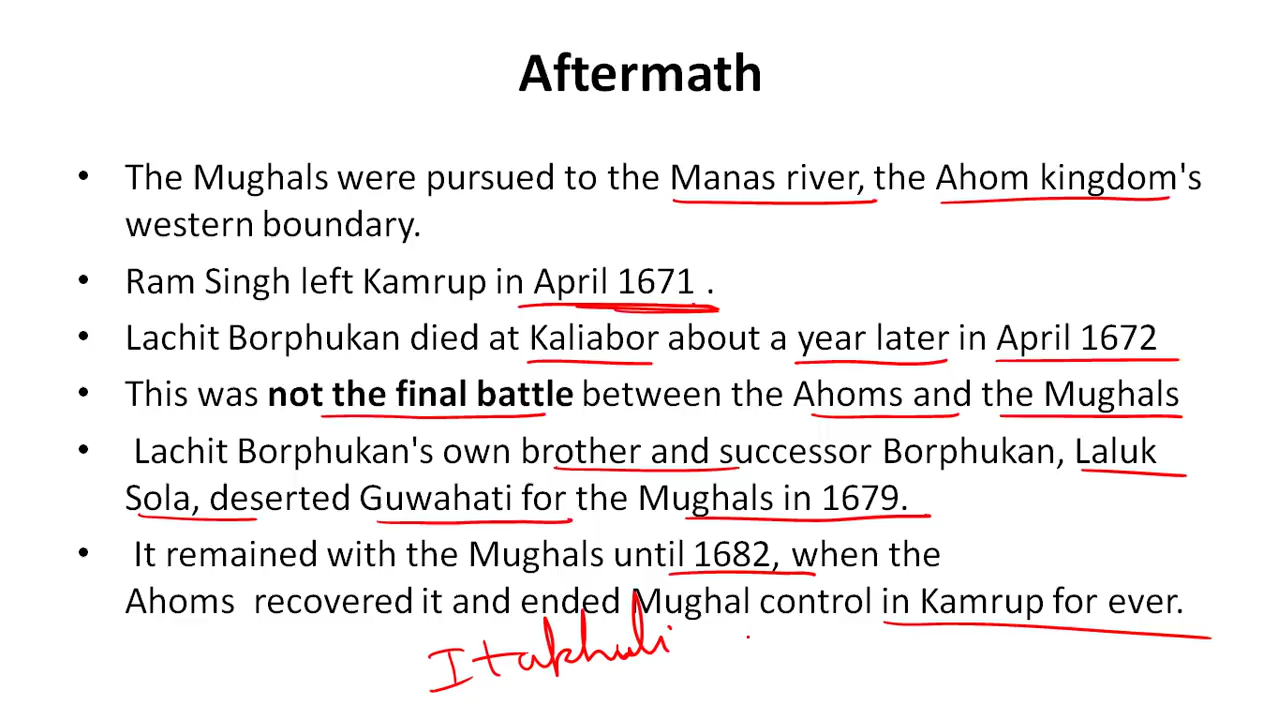 Aftermath
• The Mughals were pursued to the Manas river, the Ahom kingdom's
western boundary.
• Ram Singh left Kamrup in April 1671 .
• Lachit Borphukan died at Kaliabor about a year later in April 1672
• This was not the final battle between the Ahoms and the Mughals
• Lachit Borphukan's own brother and successor Borphukan, Laluk
Sola, deserted Guwahati for the Mughals in 1679.
• It remained with the Mughals until 1682, when the
Ahoms recovered it and ended Mughal control in Kamrup for ever.
Itakhuli